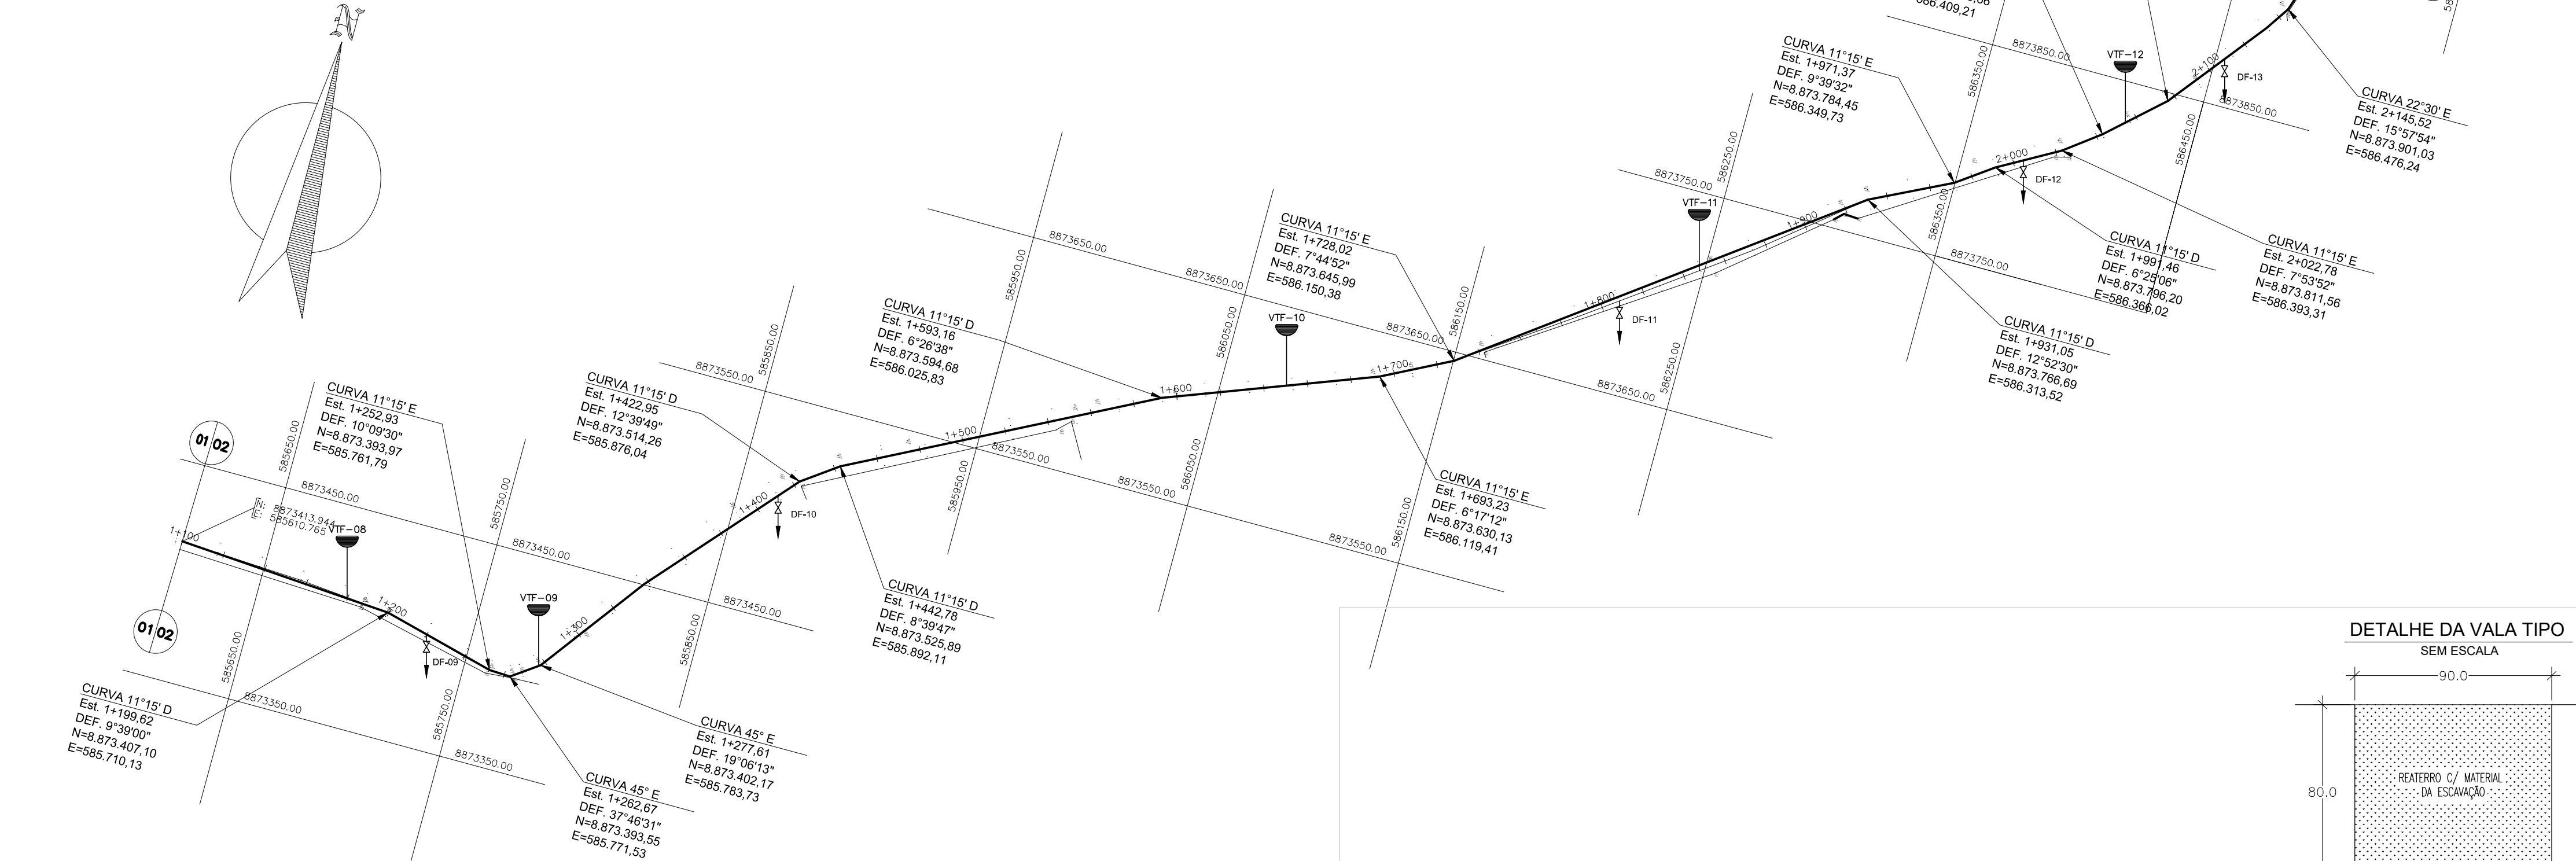 N
01 02
01 02
N: 8873413.944
E: 585610.765
1+100
VTF-08
1+200
DF-09
CURVA 11°15' D
Est. 1+199,62
DEF. 9°39'00"
N=8.873.407,10
E=585.710,13
CURVA 11°15' E
Est. 1+252,93
DEF. 10°09'30"
N=8.873.393,97
E=585.761,79
CURVA 45° E
Est. 1+262,67
DEF. 37°46'31"
N=8.873.393,55
E=585.771,53
VTF-09
CURVA 45° E
Est. 1+277,61
DEF. 19°06'13"
N=8.873.402,17
E=585.783,73
1+300
1+400
DF-10
CURVA 11°15' D
Est. 1+422,95
DEF. 12°39'49"
N=8.873.514,26
E=585.876,04
CURVA 11°15' D
Est. 1+442,78
DEF. 8°39'47"
N=8.873.525,89
E=585.892,11
1+500
CURVA 11°15' D
Est. 1+593,16
DEF. 6°26'38"
N=8.873.594,68
E=586.025,83
1+600
VTF-10
CURVA 11°15' E
Est. 1+693,23
DEF. 6°17'12"
N=8.873.630,13
E=586.119,41
1+700
CURVA 11°15' E
Est. 1+728,02
DEF. 7°44'52"
N=8.873.645,99
E=586.150,38
1+800
DF-11
VTF-11
1+900
CURVA 11°15' D
Est. 1+931,05
DEF. 12°52'30"
N=8.873.766,69
E=586.313,52
CURVA 11°15' E
Est. 1+971,37
DEF. 9°39'32"
N=8.873.784,45
E=586.349,73
CURVA 11°15' D
Est. 1+991,46
DEF. 6°25'06"
N=8.873.796,20
E=586.366,02
2+000
DF-12
CURVA 11°15' E
Est. 2+022,78
DEF. 7°53'52"
N=8.873.811,56
E=586.393,31
VTF-12
2+100
DF-13
CURVA 22°30' E
Est. 2+145,52
DEF. 15°57'54"
N=8.873.901,03
E=586.476,24
586.409,21
585650.00
585650.00
8873450.00
8873350.00
585750.00
585750.00
8873450.00
8873350.00
585850.00
585850.00
8873550.00
8873450.00
585950.00
585950.00
8873650.00
8873550.00
586050.00
586050.00
8873650.00
8873550.00
586150.00
586150.00
8873650.00
8873550.00
586250.00
586250.00
8873750.00
8873650.00
586350.00
586350.00
8873850.00
8873750.00
586450.00
8873850.00
DETALHE DA VALA TIPO
SEM ESCALA
90.0
80.0
REATERRO C/ MATERIAL
DA ESCAVAÇÃO